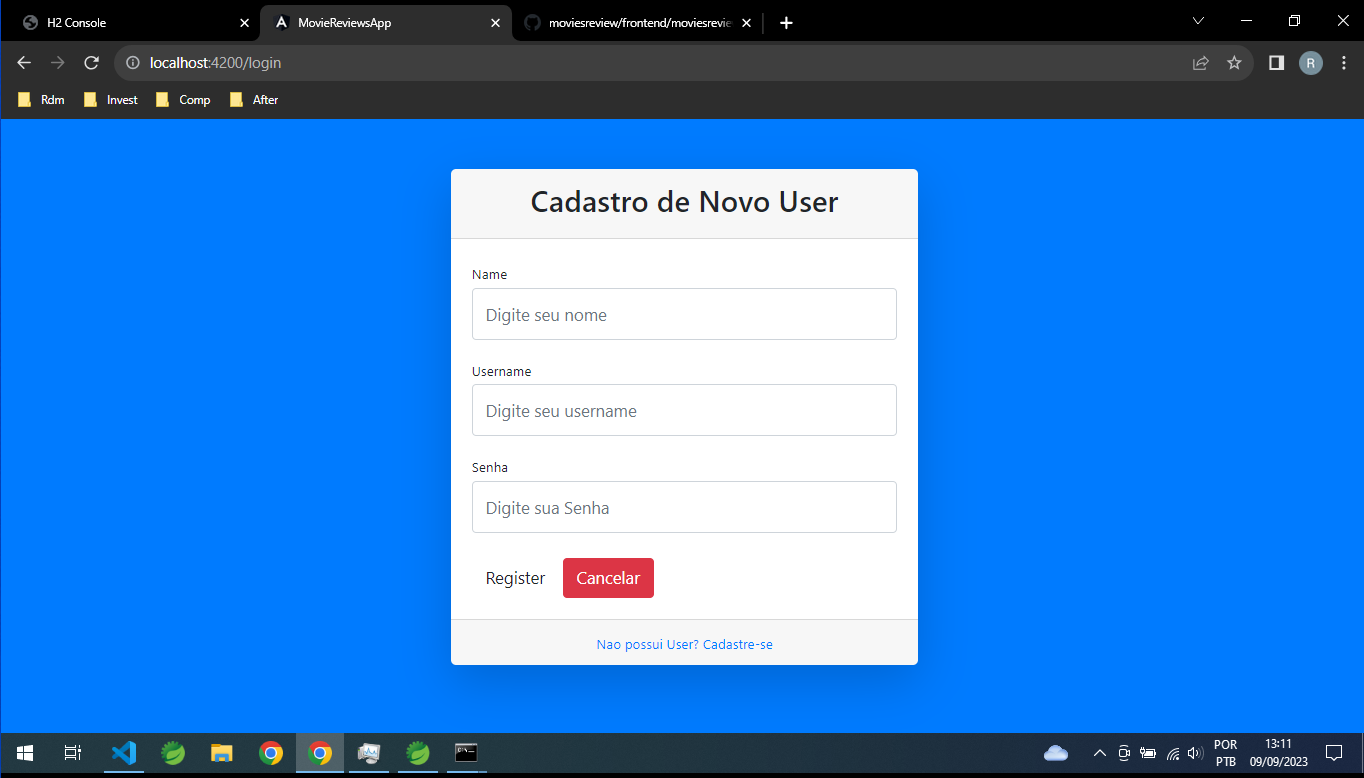 H2 Console
MovieReviewsApp
moviesreview/frontend/moviesrevie
localhost:4200/login
R
Rdm
Invest
Comp
After
Cadastro de Novo User
Name
Digite seu nome
Username
Digite seu username
Senha
Digite sua Senha
Register
Cancelar
Nao possui User? Cadastre-se
POR
PTB
13:11
09/09/2023